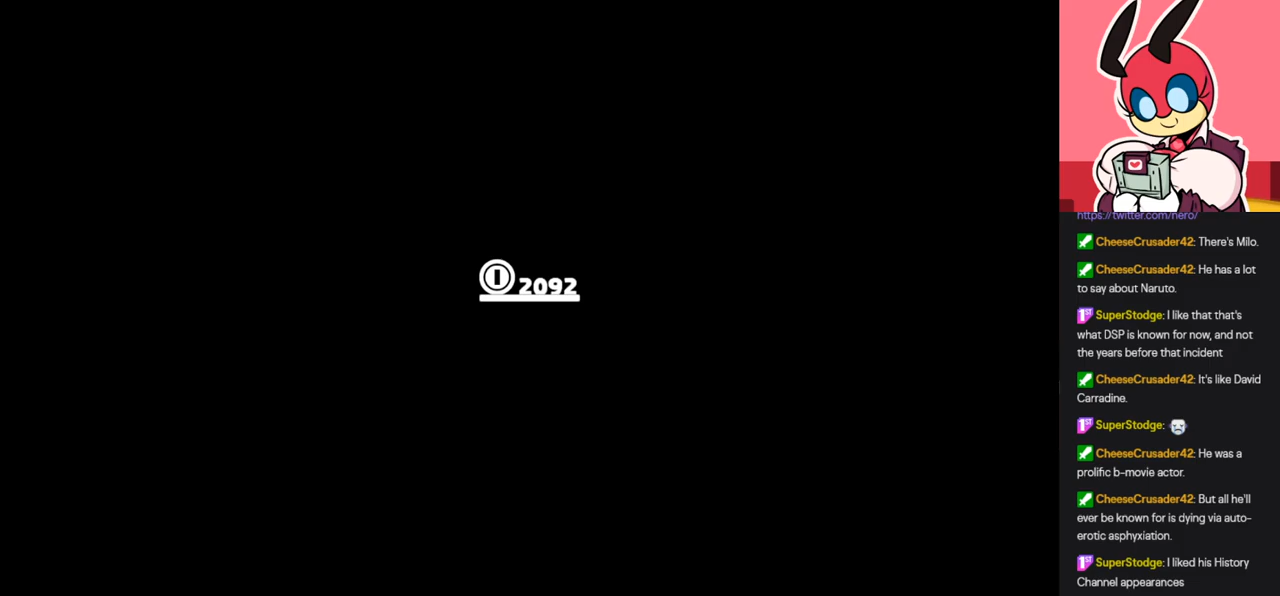 2092
https://twitter.com/nero/
CheeseCrusader42: There's Milo.
CheeseCrusader42: He has a lot
to say about Naruto.
SuperStodge: I like that that's
what DSP is known for now, and not
the years before that incident
CheeseCrusader42: It's like David
Carradine.
SuperStodge:
CheeseCrusader42: He was a
prolific b-movie actor.
CheeseCrusader42: But all he'll
ever be known for is dying via auto-
erotic asphyxiation.
SuperStodge: I liked his History
Channel appearances